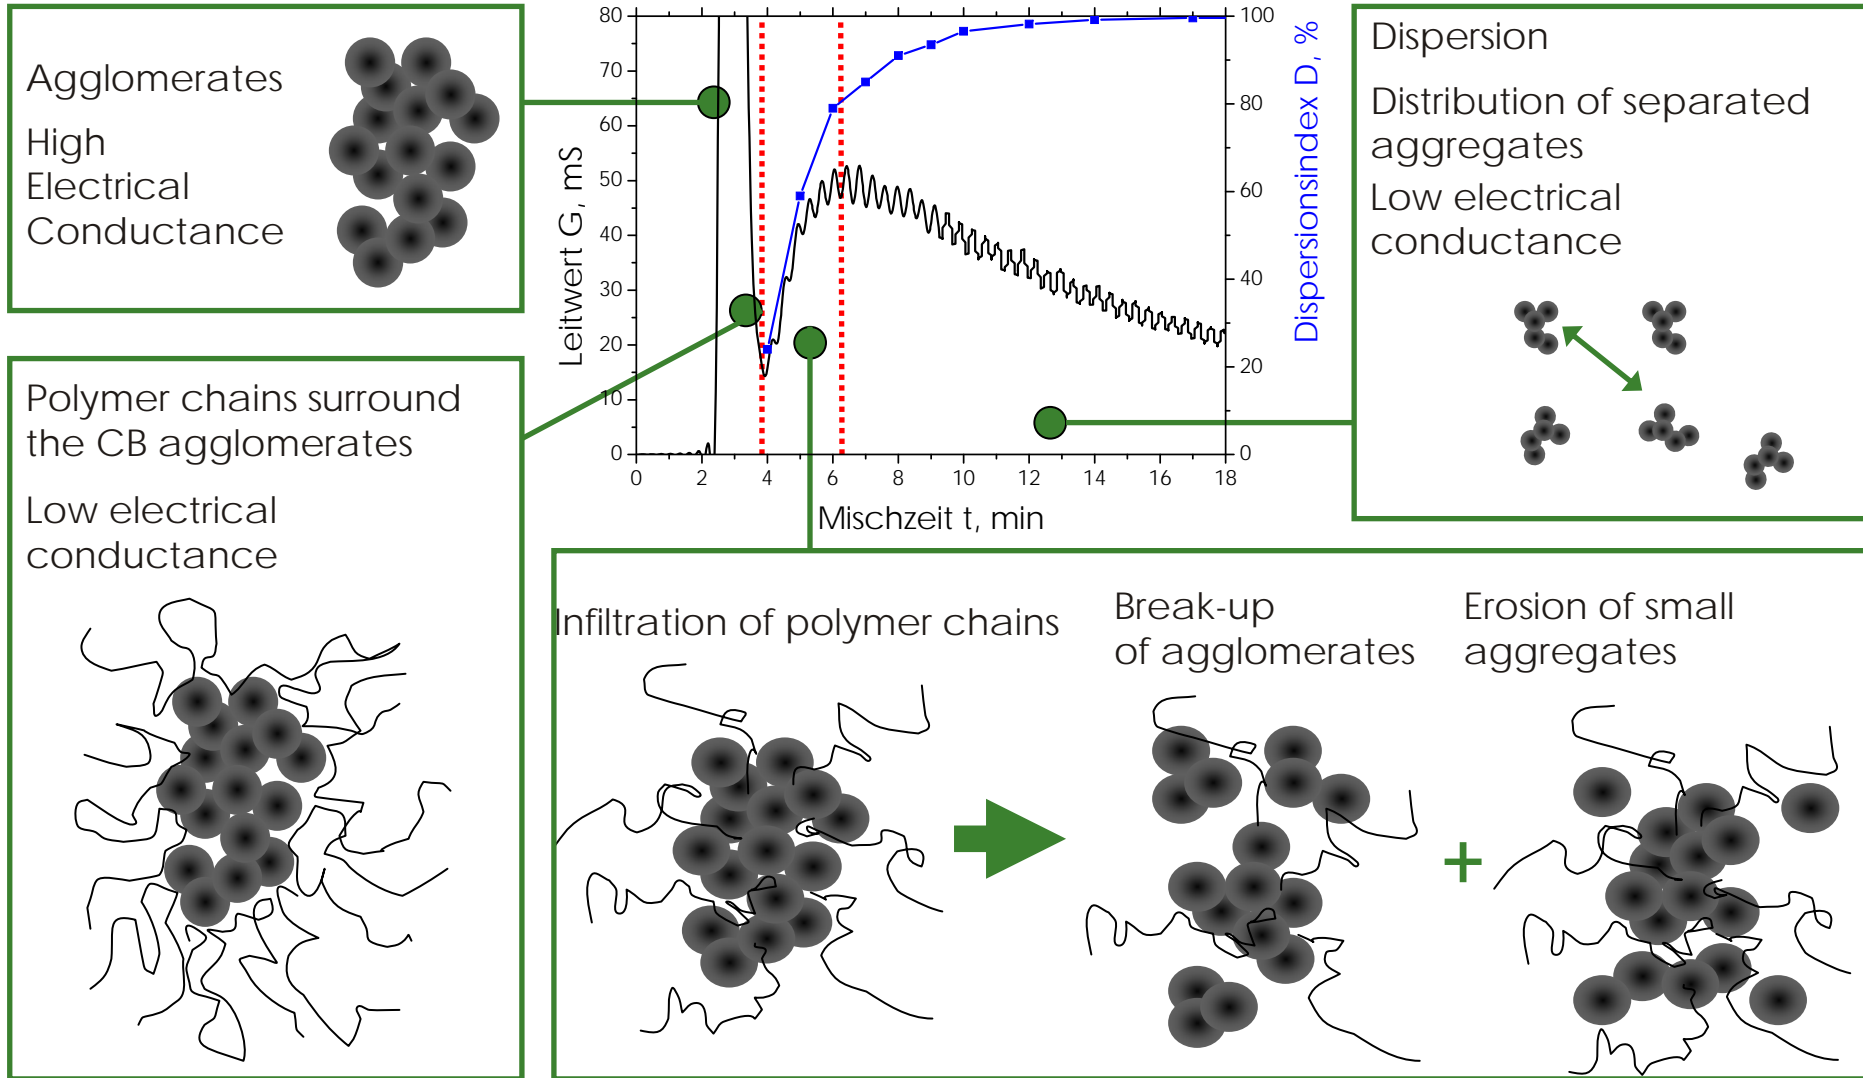 Agglomerates
High
Electrical
Conductance
Polymer chains surround
the CB agglomerates
Low electrical
conductance
80
70
60
50
40
30
20
10
0
Leitwert G, mS
0 2 4 6 8 10 12 14 16 18
Mischzeit t, min
100
80
60
40
20
0
Dispersionsindex D, %
Dispersion
Distribution of separated
aggregates
Low electrical
conductance
Infiltration of polymer chains
Break-up
of agglomerates
+
Erosion of small
aggregates